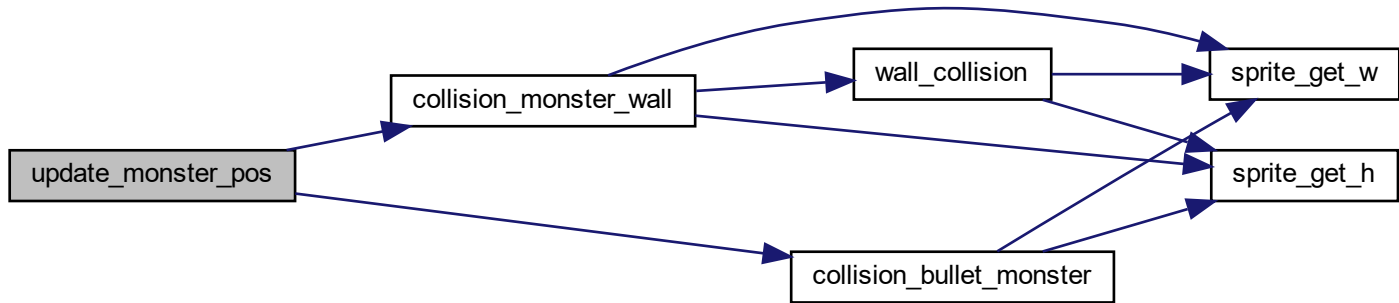 update_monster_pos
collision_monster_wall
wall_collision
sprite_get_w
sprite_get_h
collision_bullet_monster